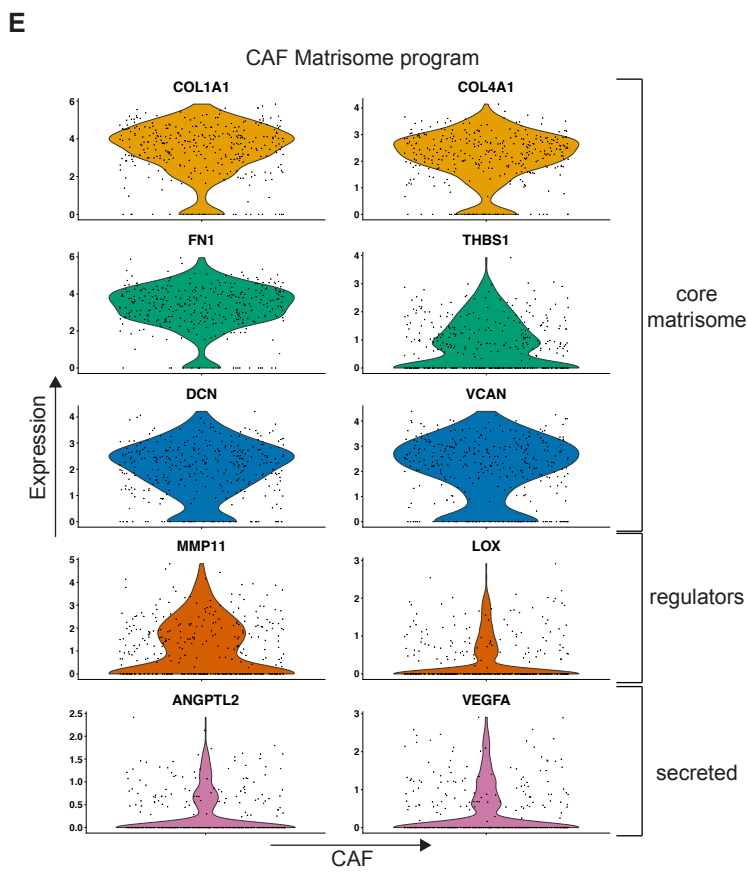 E
CAF Matrisome program
COL1A1
COL4A1
6
4
2
0
4
3
2
1
0
FN1
THBS1
6
4
2
0
4
3
2
1
0
core
matrisome
DCN
VCAN
4
3
2
1
0
4
3
2
1
0
Expression
MMP11
LOX
5
4
3
2
1
0
3
2
1
0
regulators
ANGPTL2
VEGFA
2.5
2.0
1.5
1.0
0.5
0.0
3
2
1
0
secreted
CAF